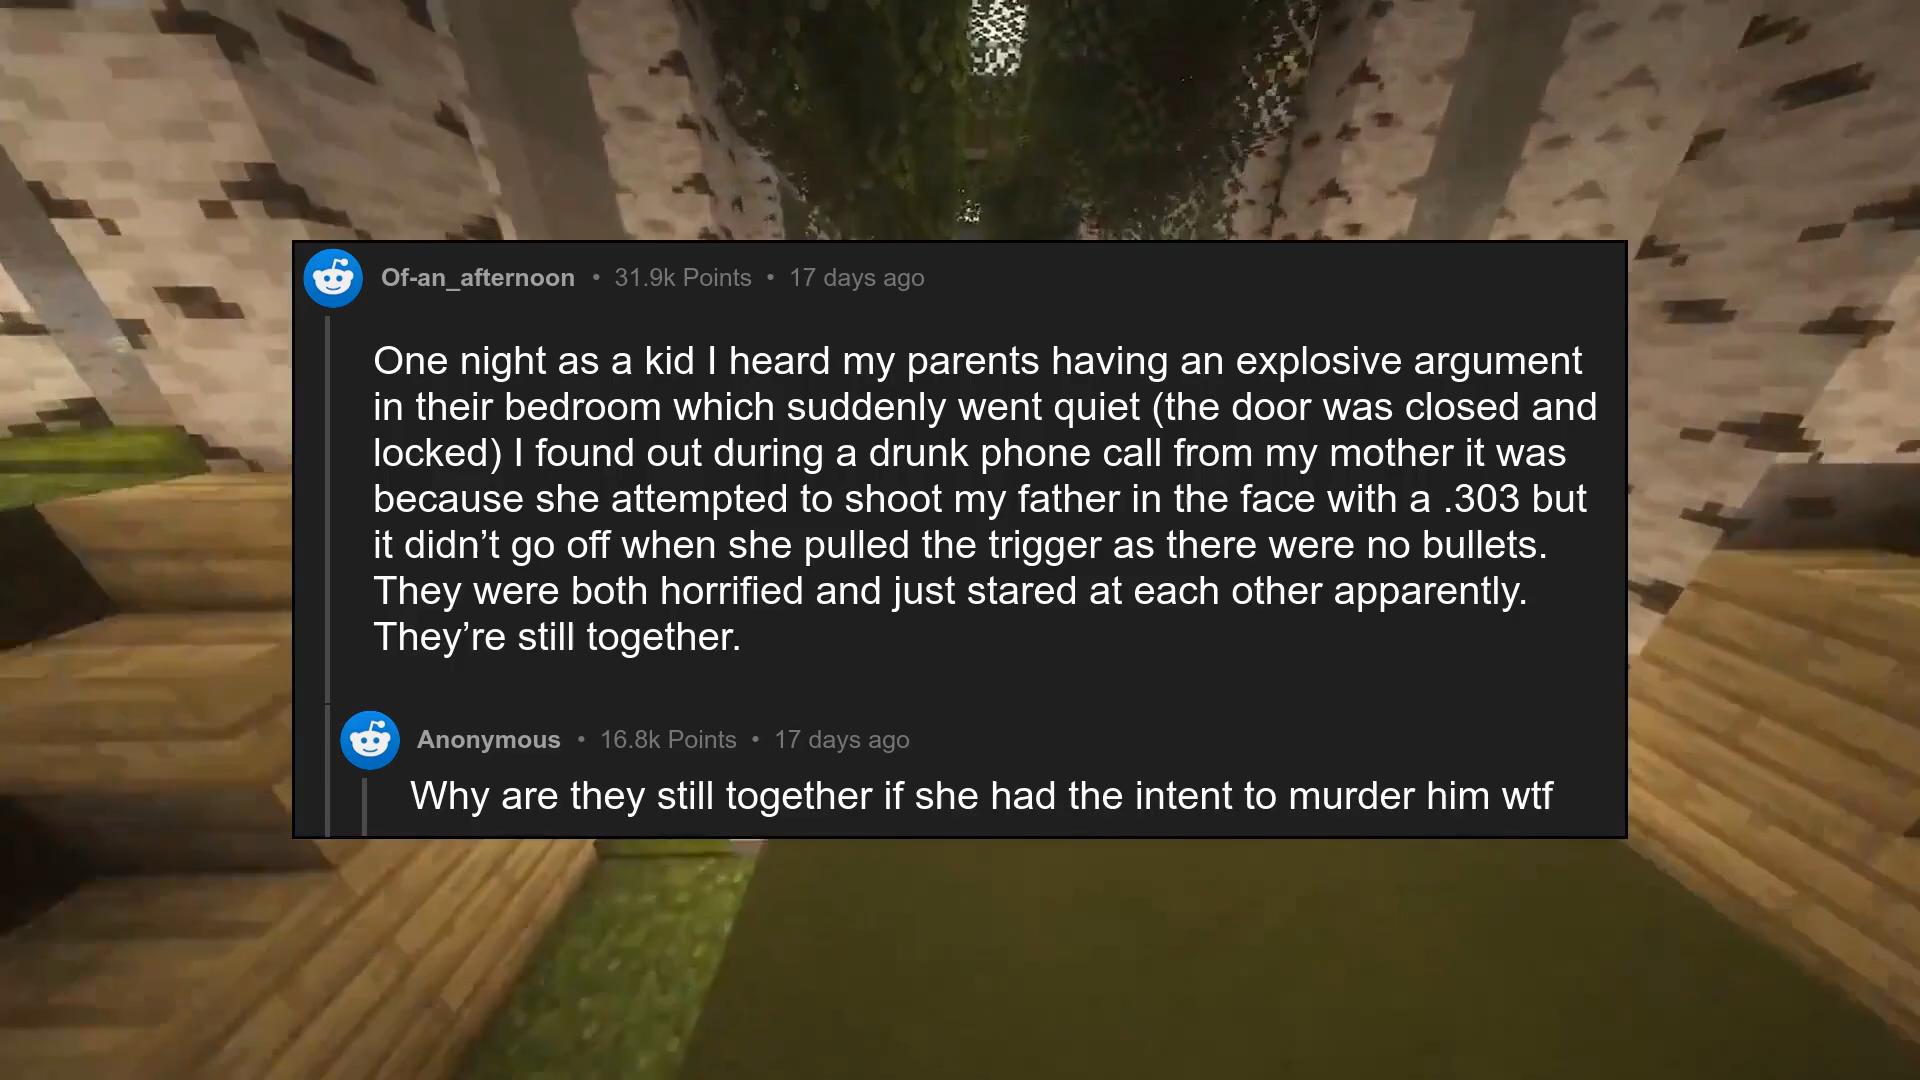 Of-an_afternoon • 31.9k Points • 17 days ago
One night as a kid I heard my parents having an explosive argument
in their bedroom which suddenly went quiet (the door was closed and
locked) I found out during a drunk phone call from my mother it was
because she attempted to shoot my father in the face with a .303 but
it didn’t go off when she pulled the trigger as there were no bullets.
They were both horrified and just stared at each other apparently.
They’re still together.
Anonymous • 16.8k Points • 17 days ago
Why are they still together if she had the intent to murder him wtf